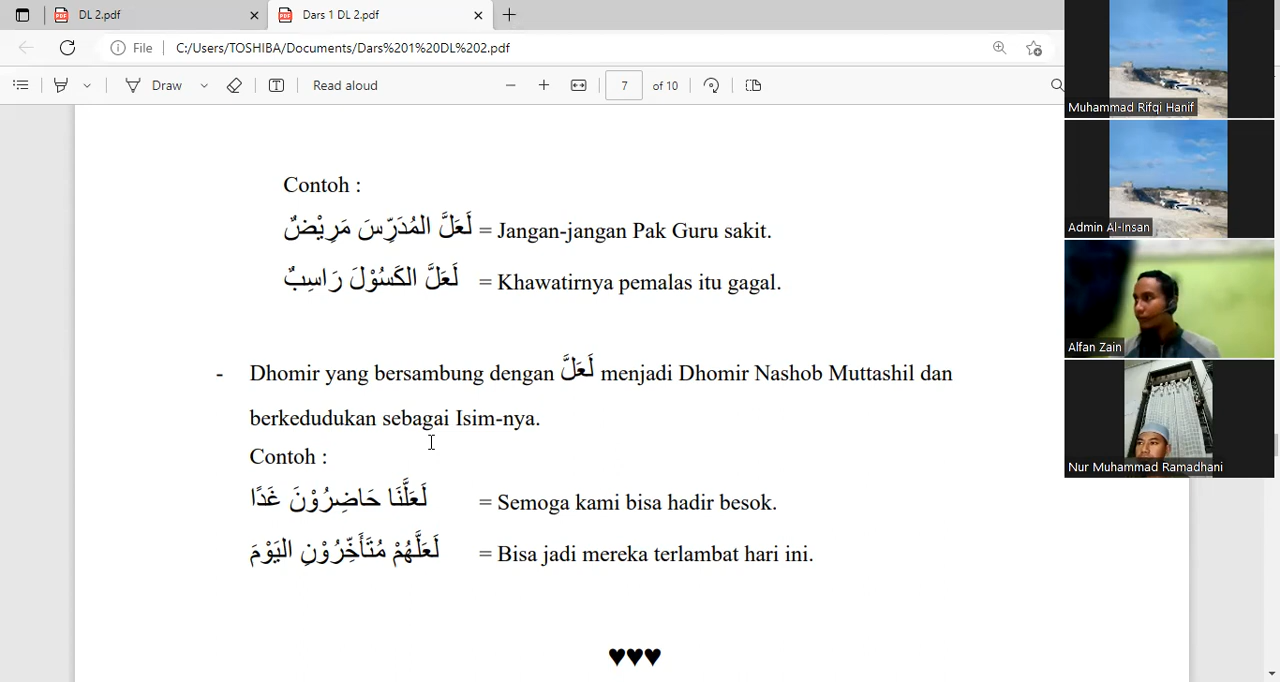 DL 2.pdf
Dars 1 DL 2.pdf
File
C:/Users/TOSHIBA/Documents/Dars%201%20DL%202.pdf
Draw
Read aloud
7
of 10
Contoh :
لَعَلَّ المُدَرِّسَ مَرِيْضٌ = Jangan-jangan Pak Guru sakit.
لَعَلَّ الكَسُوْلَ رَاسِبٌ = Khawatirnya pemalas itu gagal.
- Dhomir yang bersambung dengan لَعَلَّ menjadi Dhomir Nashob Muttashil dan
berkedudukan sebagai Isim-nya.
Contoh :
لَعَلَّنَا حَاضِرُوْنَ غَدًا = Semoga kami bisa hadir besok.
لَعَلَّهُمْ مُتَأَخِّرُوْنِ اليَوْمَ = Bisa jadi mereka terlambat hari ini.
♥♥♥
Muhammad Rifqi Hanif
Admin Al-Insan
Alfan Zain
Nur Muhammad Ramadhani